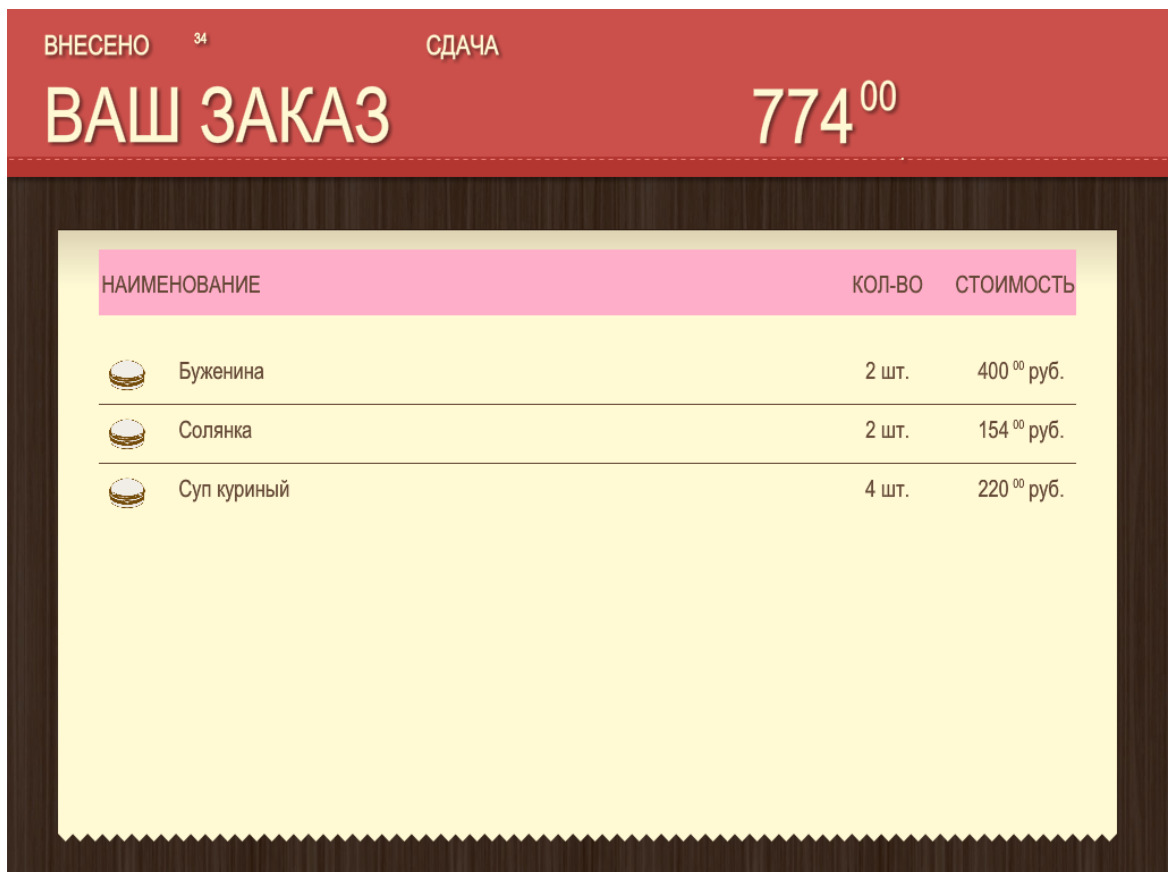 ВНЕСЕНО 34 СДАЧА
ВАШ ЗАКАЗ 774 00
НАИМЕНОВАНИЕ КОЛ-ВО СТОИМОСТЬ
Буженина 2 шт. 400 00 руб.
Солянка 2 шт. 154 00 руб.
Суп куриный 4 шт. 220 00 руб.